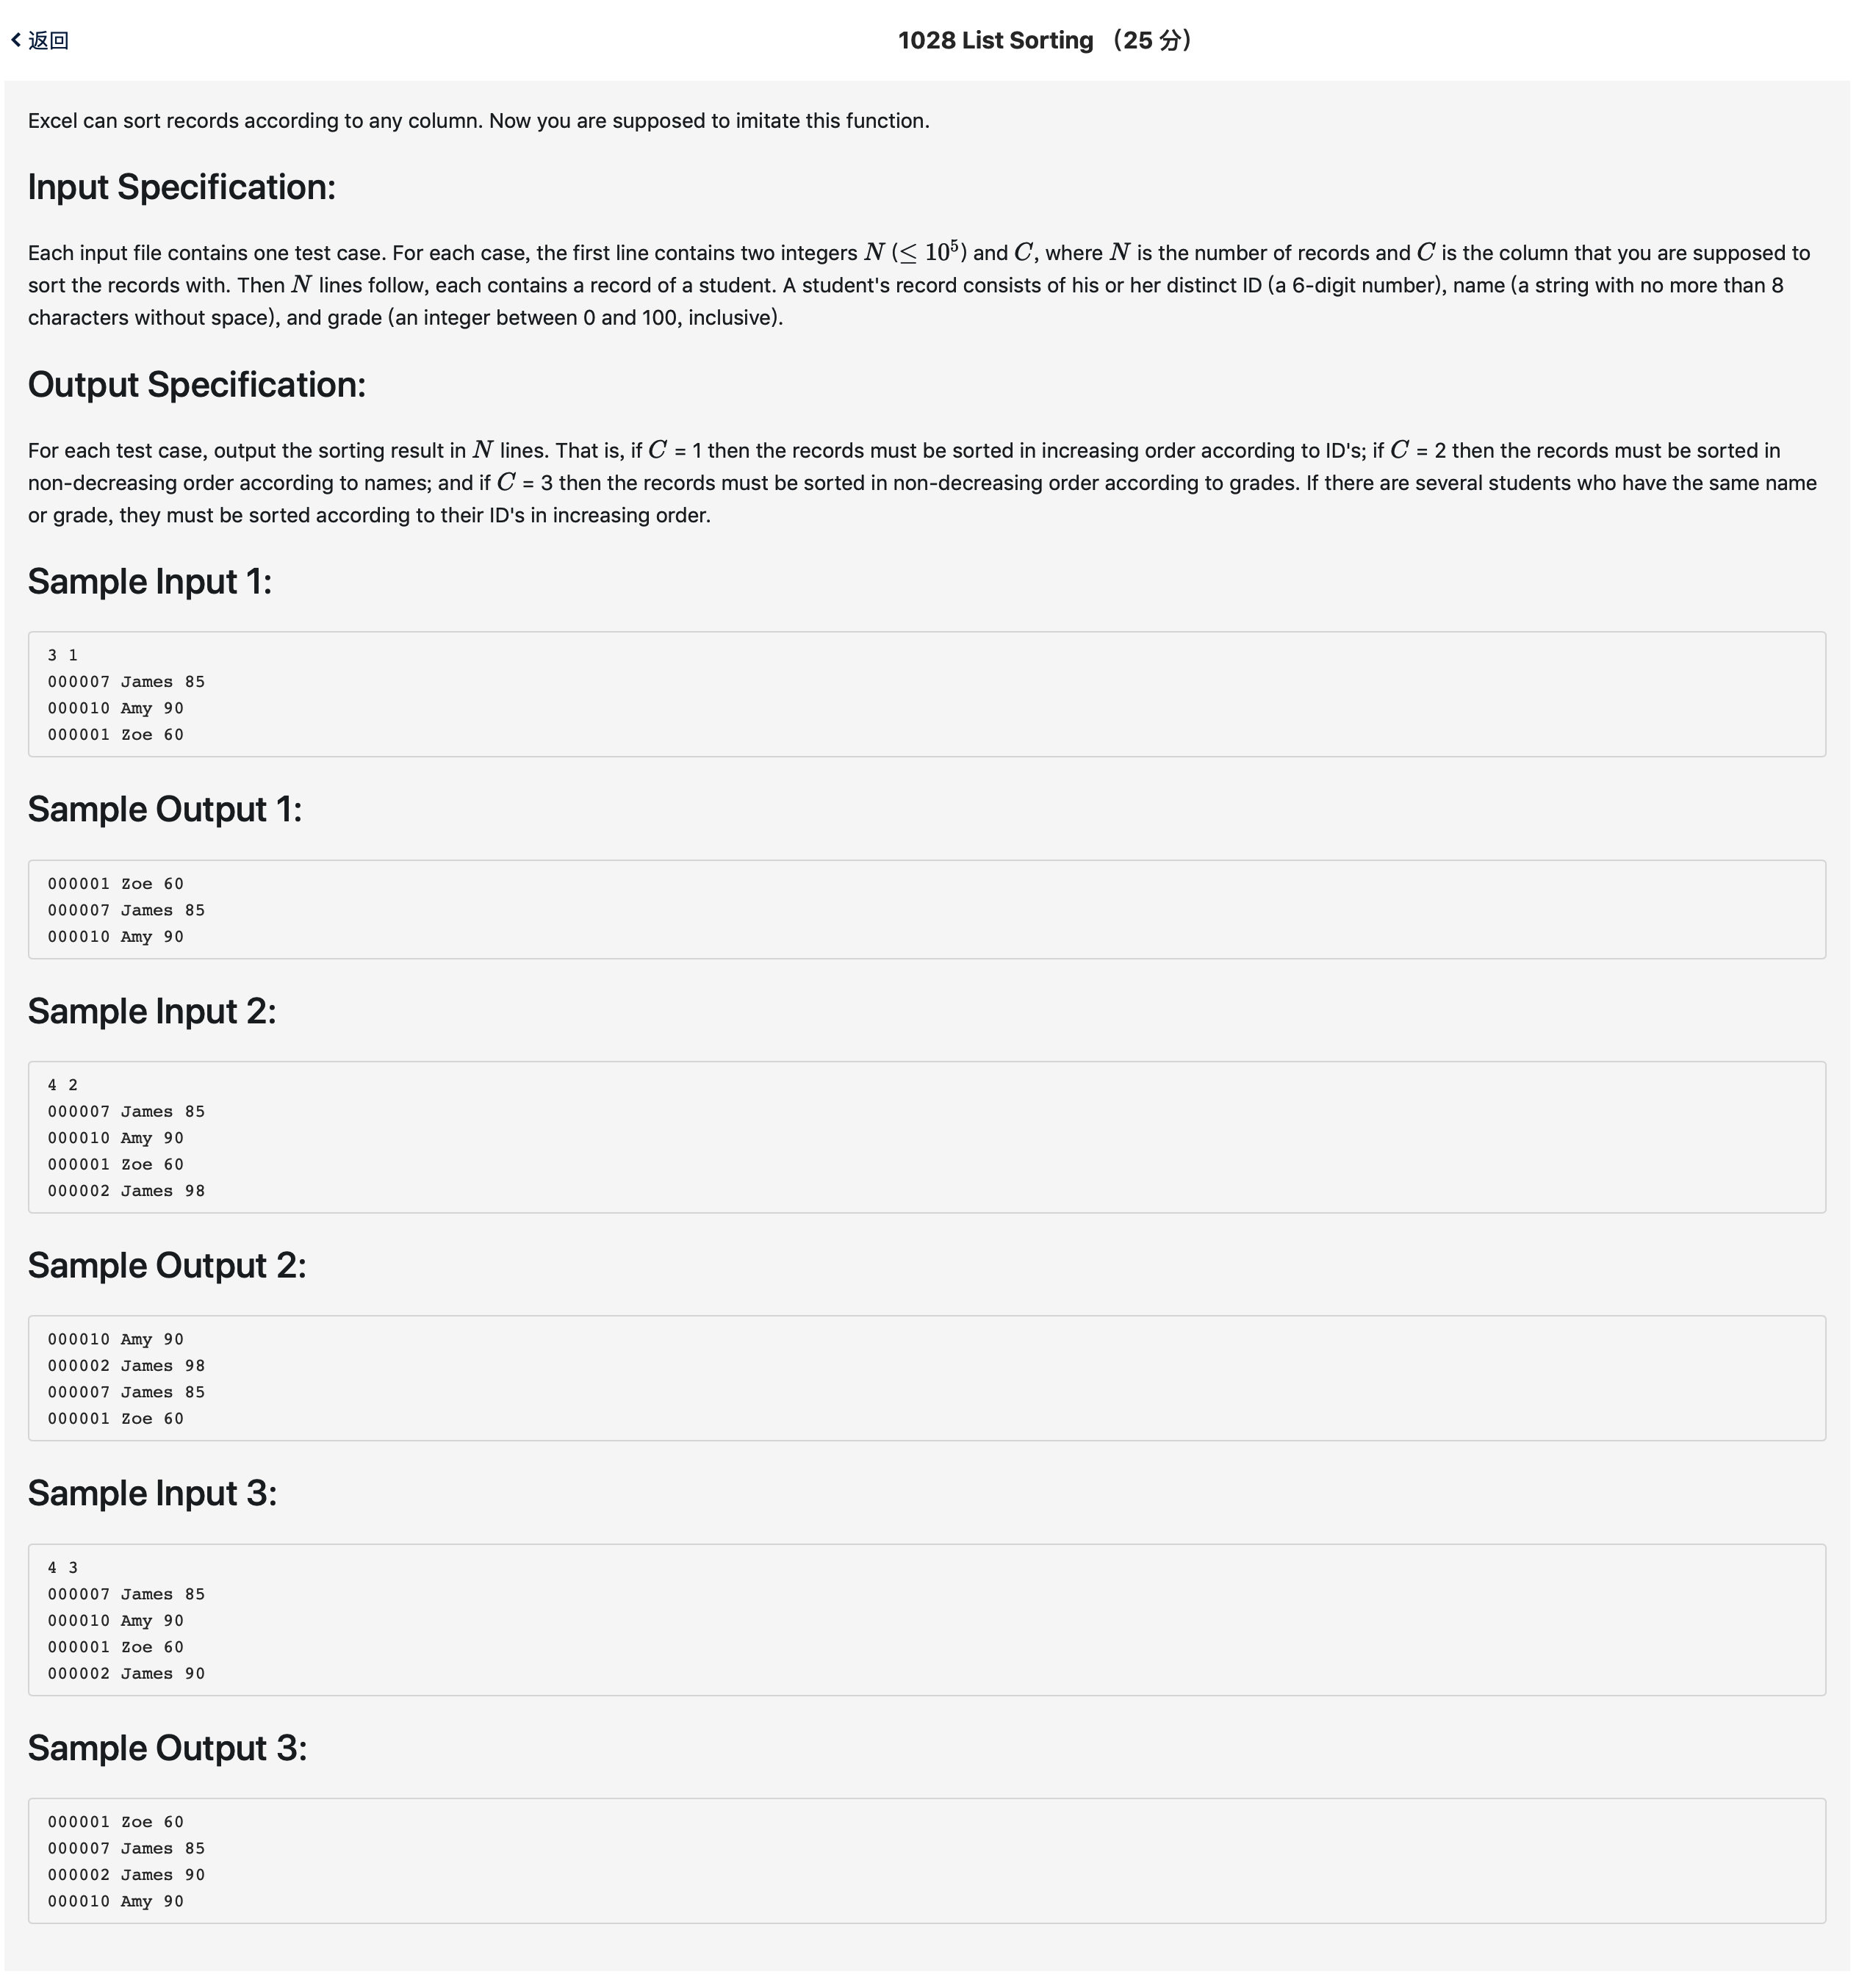 返回
1028 List Sorting （25 分）
Excel can sort records according to any column. Now you are supposed to imitate this function.
Input Specification:
Each input file contains one test case. For each case, the first line contains two integers N (≤ 10⁵) and C, where N is the number of records and C is the column that you are supposed to
sort the records with. Then N lines follow, each contains a record of a student. A student's record consists of his or her distinct ID (a 6-digit number), name (a string with no more than 8
characters without space), and grade (an integer between 0 and 100, inclusive).
Output Specification:
For each test case, output the sorting result in N lines. That is, if C = 1 then the records must be sorted in increasing order according to ID's; if C = 2 then the records must be sorted in
non-decreasing order according to names; and if C = 3 then the records must be sorted in non-decreasing order according to grades. If there are several students who have the same name
or grade, they must be sorted according to their ID's in increasing order.
Sample Input 1:
3 1
000007 James 85
000010 Amy 90
000001 Zoe 60
Sample Output 1:
000001 Zoe 60
000007 James 85
000010 Amy 90
Sample Input 2:
4 2
000007 James 85
000010 Amy 90
000001 Zoe 60
000002 James 98
Sample Output 2:
000010 Amy 90
000002 James 98
000007 James 85
000001 Zoe 60
Sample Input 3:
4 3
000007 James 85
000010 Amy 90
000001 Zoe 60
000002 James 90
Sample Output 3:
000001 Zoe 60
000007 James 85
000002 James 90
000010 Amy 90